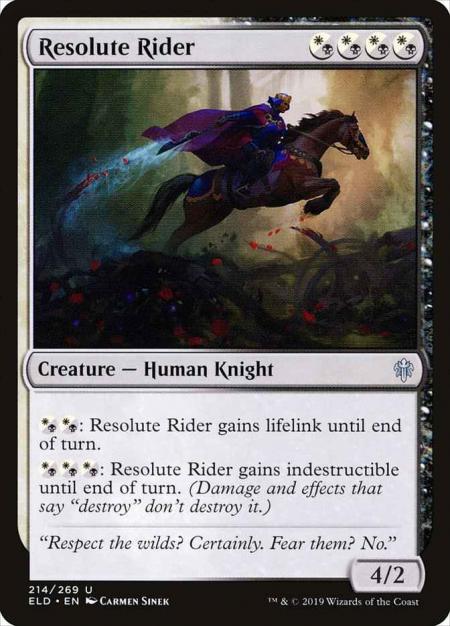 Resolute Rider
Creature — Human Knight
: Resolute Rider gains lifelink until end
of turn.
: Resolute Rider gains indestructible
until end of turn. (Damage and effects that
say “destroy” don’t destroy it.)
“Respect the wilds? Certainly. Fear them? No.”
4/2
214/269 U
ELD • EN Carmen Sinek
™ & © 2019 Wizards of the Coast